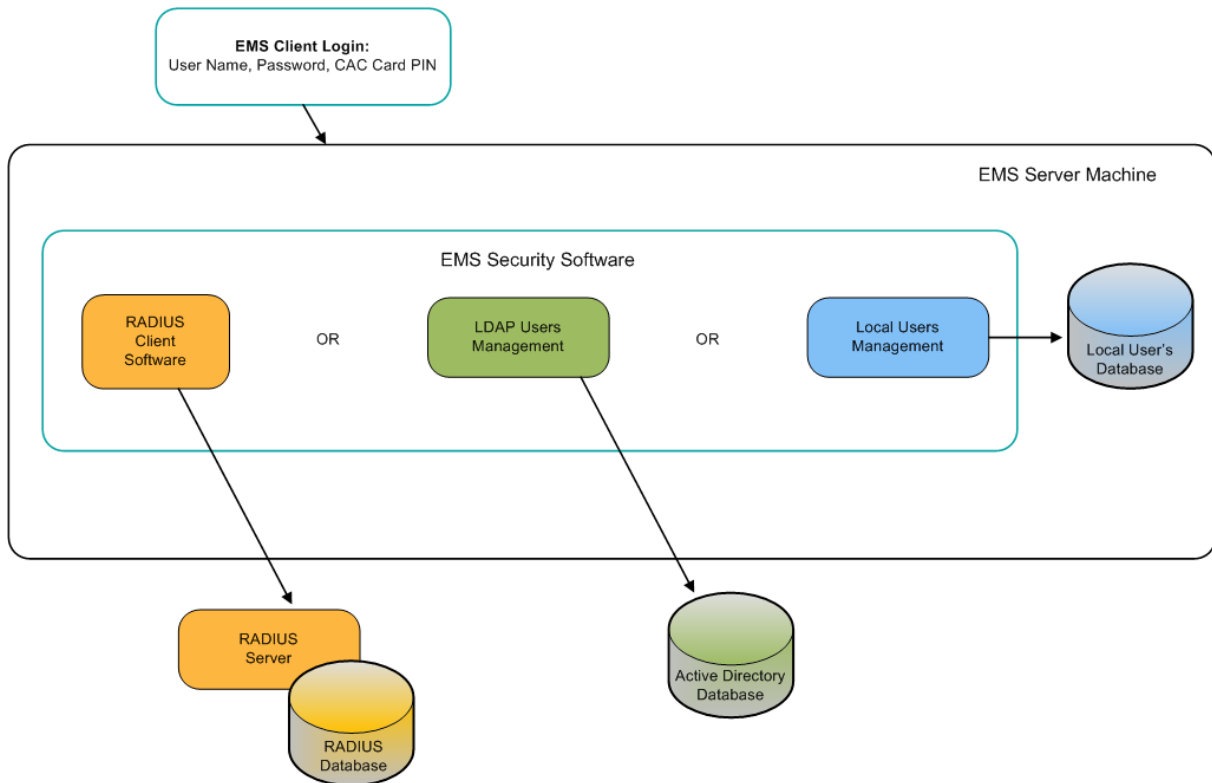 EMS Client Login:
User Name, Password, CAC Card PIN
EMS Server Machine
EMS Security Software
RADIUS
Client
Software
OR
LDAP Users
Management
OR
Local Users
Management
Local User's
Database
RADIUS
Server
RADIUS
Database
Active Directory
Database